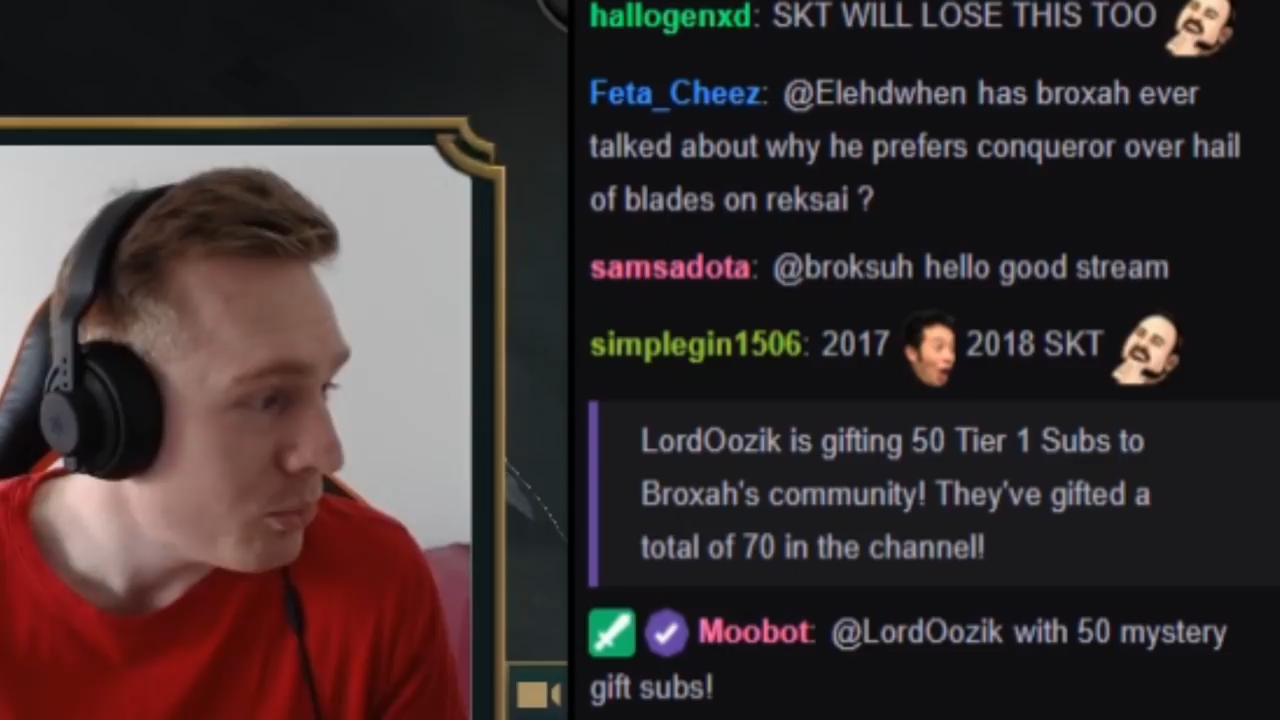 hallogenxd: SKT WILL LOSE THIS TOO
Feta_Cheez: @Elehdwhen has broxah ever
talked about why he prefers conqueror over hail
of blades on reksai ?
samsadota: @broksuh hello good stream
simplegin1506: 2017 2018 SKT
LordOozik is gifting 50 Tier 1 Subs to
Broxah's community! They've gifted a
total of 70 in the channel!
Moobot: @LordOozik with 50 mystery
gift subs!